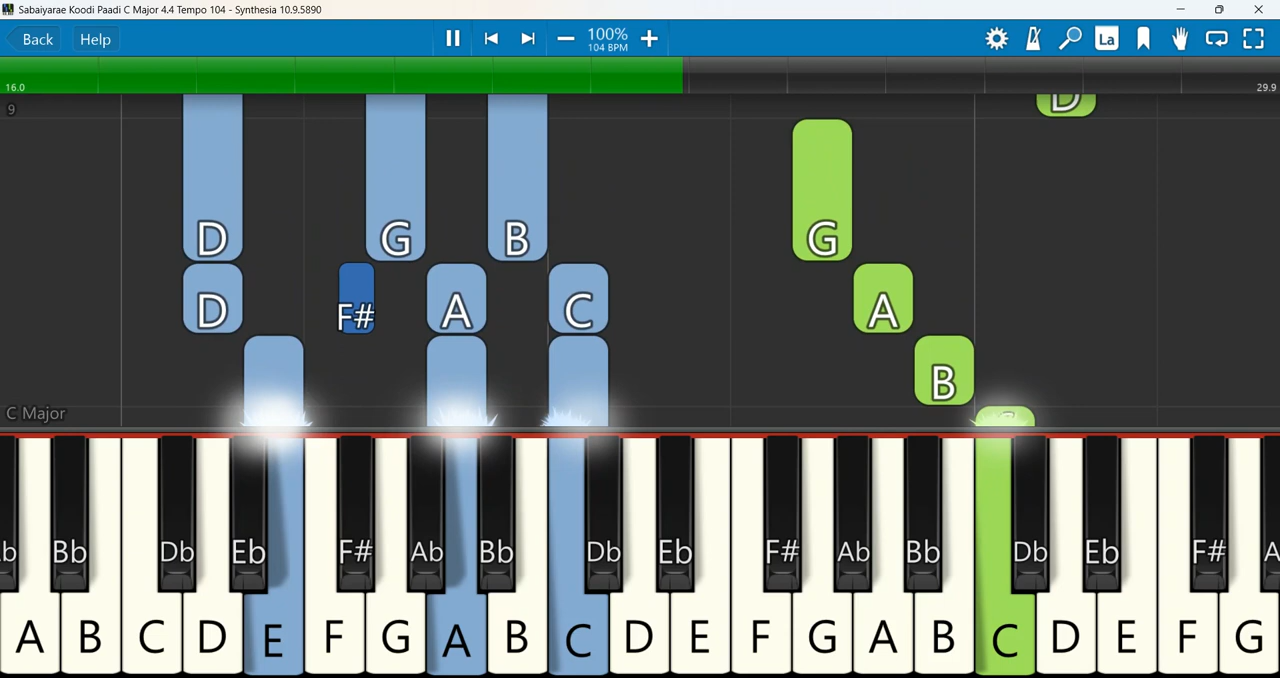 Sabaiyarae Koodi Paadi C Major 4.4 Tempo 104 - Synthesia 10.9.5890
Back Help 100% La
104 BPM
16.0 29.9
9 D
D G B G
D F# A C A
B
C Major
b Bb Db Eb F# Ab Bb Db Eb F# Ab Bb Db Eb F# A
A B C D E F G A B C D E F G A B C D E F G